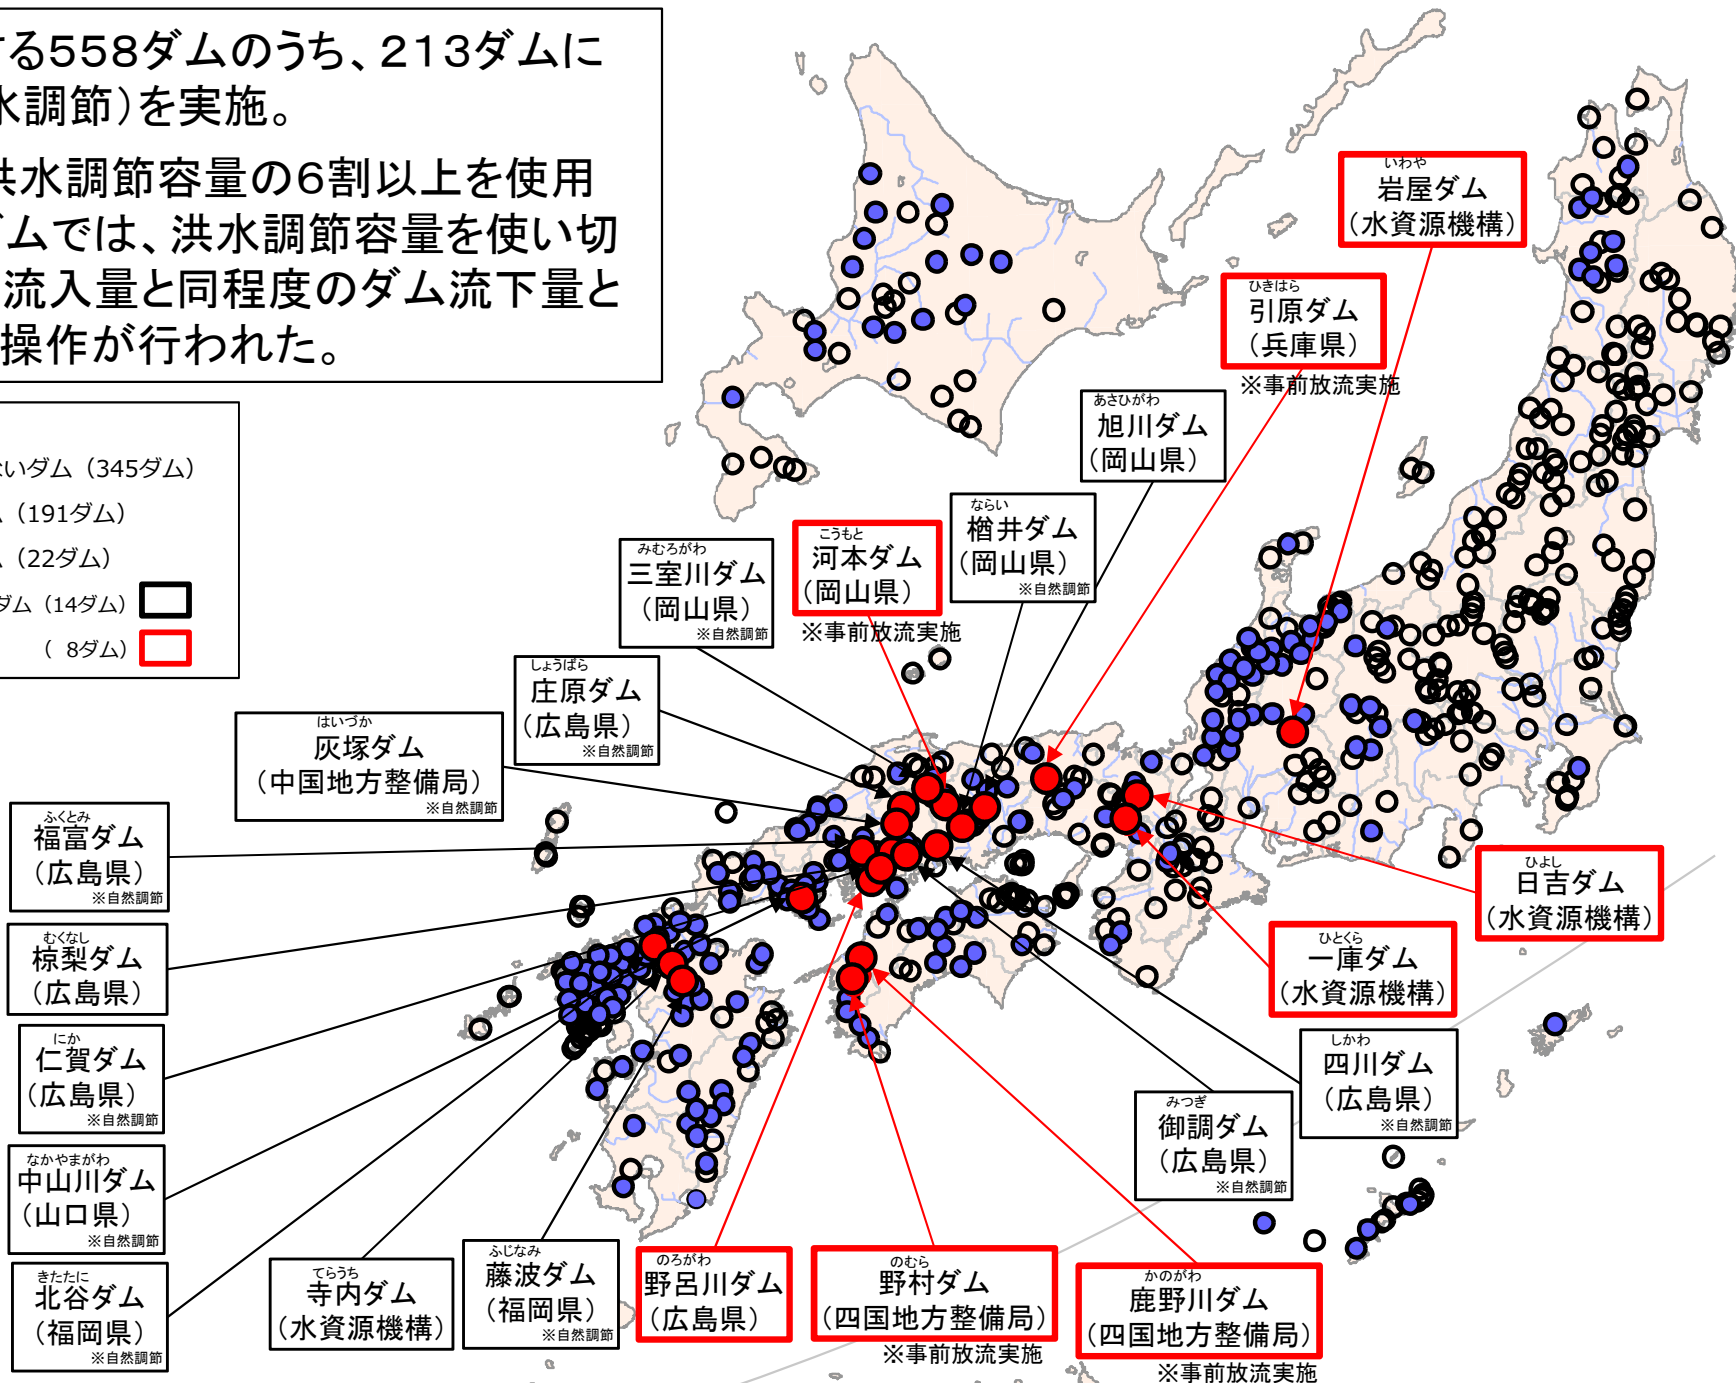 する558ダムのうち、213ダムに
水調節)を実施。
洪水調節容量の6割以上を使用
ダムでは、洪水調節容量を使い切
流入量と同程度のダム流下量と
操作が行われた。
ないダム（345ダム）
（191ダム）
（22ダム）
ダム（14ダム）
（ 8ダム）
いわや
岩屋ダム
（水資源機構）
ひきはら
引原ダム
（兵庫県）
※事前放流実施
あさひがわ
旭川ダム
（岡山県）
ならい
楢井ダム
（岡山県）
※自然調節
こうもと
河本ダム
（岡山県）
※事前放流実施
みむろがわ
三室川ダム
（岡山県）
※自然調節
しょうばら
庄原ダム
（広島県）
※自然調節
はいづか
灰塚ダム
（中国地方整備局）
※自然調節
ふくとみ
福富ダム
（広島県）
※自然調節
むくなし
椋梨ダム
（広島県）
にか
仁賀ダム
（広島県）
※自然調節
なかやまがわ
中山川ダム
（山口県）
※自然調節
きたたに
北谷ダム
（福岡県）
※自然調節
てらうち
寺内ダム
（水資源機構）
ふじなみ
藤波ダム
（福岡県）
※自然調節
のろがわ
野呂川ダム
（広島県）
のむら
野村ダム
（四国地方整備局）
※事前放流実施
かのがわ
鹿野川ダム
（四国地方整備局）
※事前放流実施
みつぎ
御調ダム
（広島県）
※自然調節
しかわ
四川ダム
（広島県）
※自然調節
ひとくら
一庫ダム
（水資源機構）
ひよし
日吉ダム
（水資源機構）